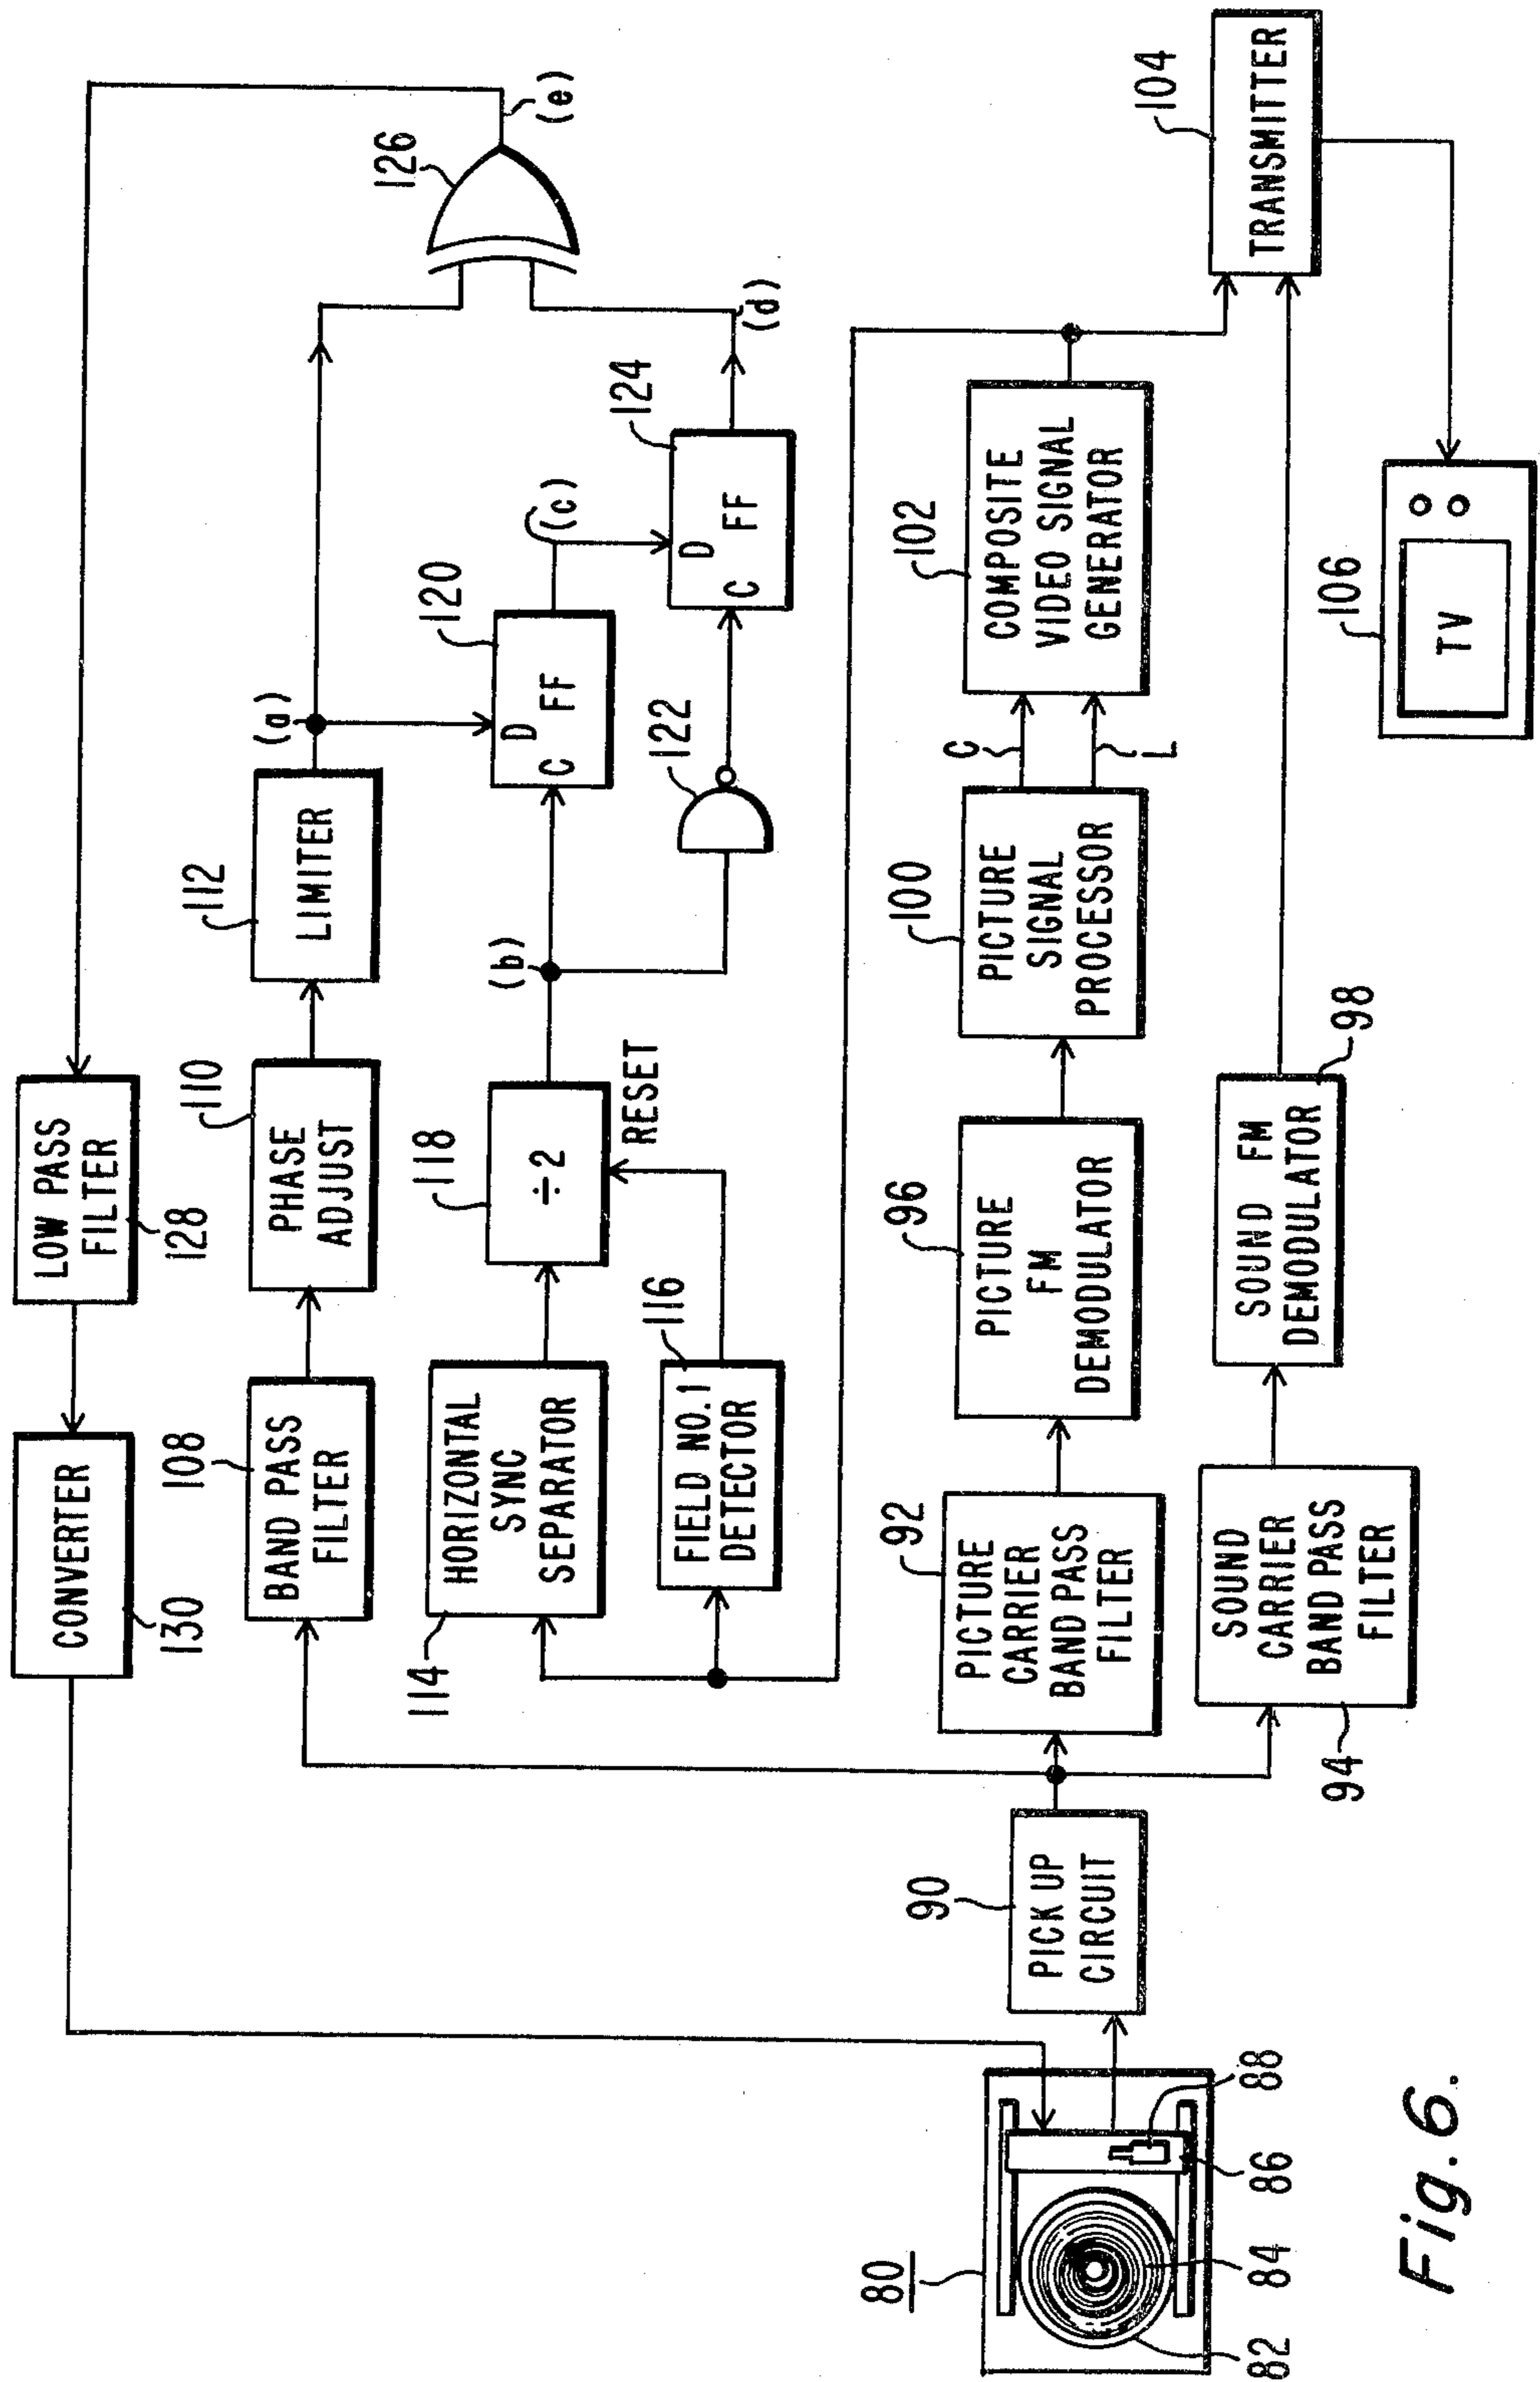 CONVERTER
130
LOW PASS
FILTER
128
108
BAND PASS
FILTER
110
PHASE
ADJUST
112
LIMITER
(a)
126
(e)
114
HORIZONTAL
SYNC
SEPARATOR
118
÷2
RESET
(b)
120
D
C
FF
(c)
116
FIELD NO.1
DETECTOR
122
124
D
C
FF
(d)
80
82
84
86
88
90
PICK UP
CIRCUIT
92
PICTURE
CARRIER
BAND PASS
FILTER
96
PICTURE
FM
DEMODULATOR
100
PICTURE
SIGNAL
PROCESSOR
C
L
102
COMPOSITE
VIDEO SIGNAL
GENERATOR
104
TRANSMITTER
94
SOUND
CARRIER
BAND PASS
FILTER
98
SOUND FM
DEMODULATOR
106
TV
Fig. 6.